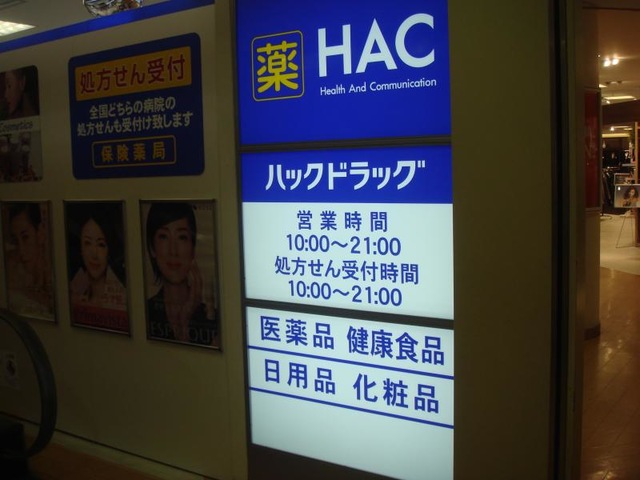 処方せん受付
全国どちらの病院の
処方せんも受付け致します
保険薬局
薬
HAC
Health And Communication
ハックドラッグ
営業時間
10:00～21:00
処方せん受付時間
10:00～21:00
医薬品 健康食品
日用品 化粧品